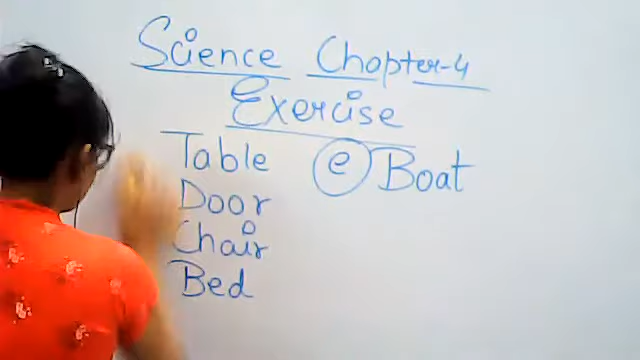 Science Chapter-4
Exercise
Table
Door
Chair
Bed
e Boat